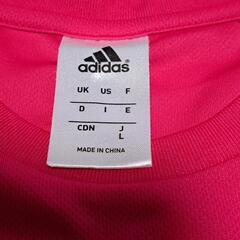 adidas
UK US F
D I E
CDN J
L
MADE IN CHINA